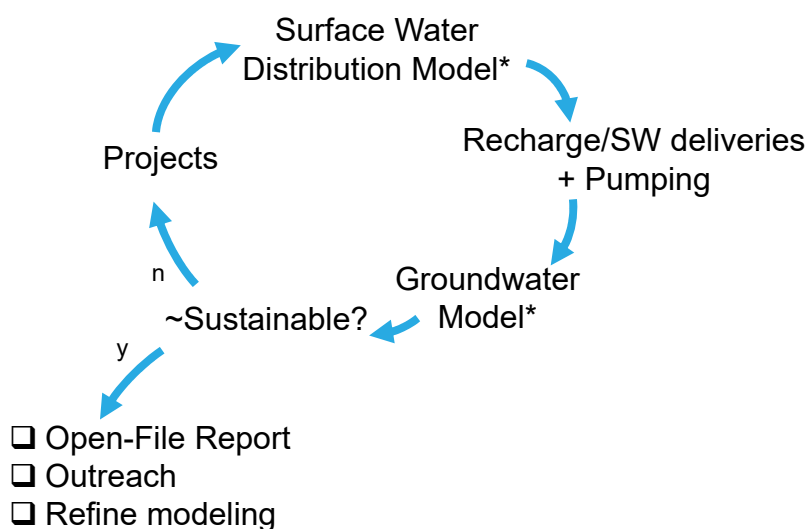 Surface Water
Distribution Model*
Recharge/SW deliveries
+ Pumping
Groundwater
Model*
~Sustainable?
n
Projects
y
❑ Open-File Report
❑ Outreach
❑ Refine modeling